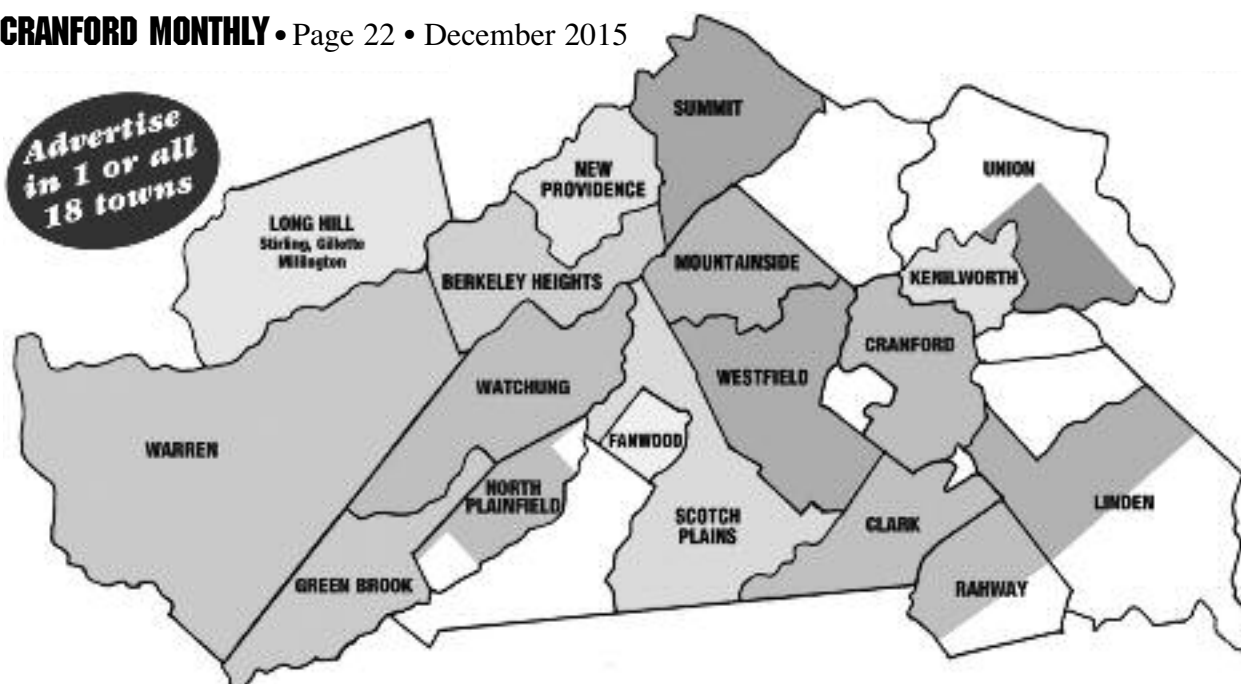 CRANFORD MONTHLY • Page 22 • December 2015
Advertise
in 1 or all
18 towns
SUMMIT
NEW
PROVIDENCE
UNION
LONG HILL
Stirling, Gillette
Millington
BERKELEY HEIGHTS
MOUNTAINSIDE
KENILWORTH
CRANFORD
WATCHUNG
WESTFIELD
WARREN
FANWOOD
NORTH
PLAINFIELD
LINDEN
SCOTCH
PLAINS
CLARK
GREEN BROOK
RAHWAY